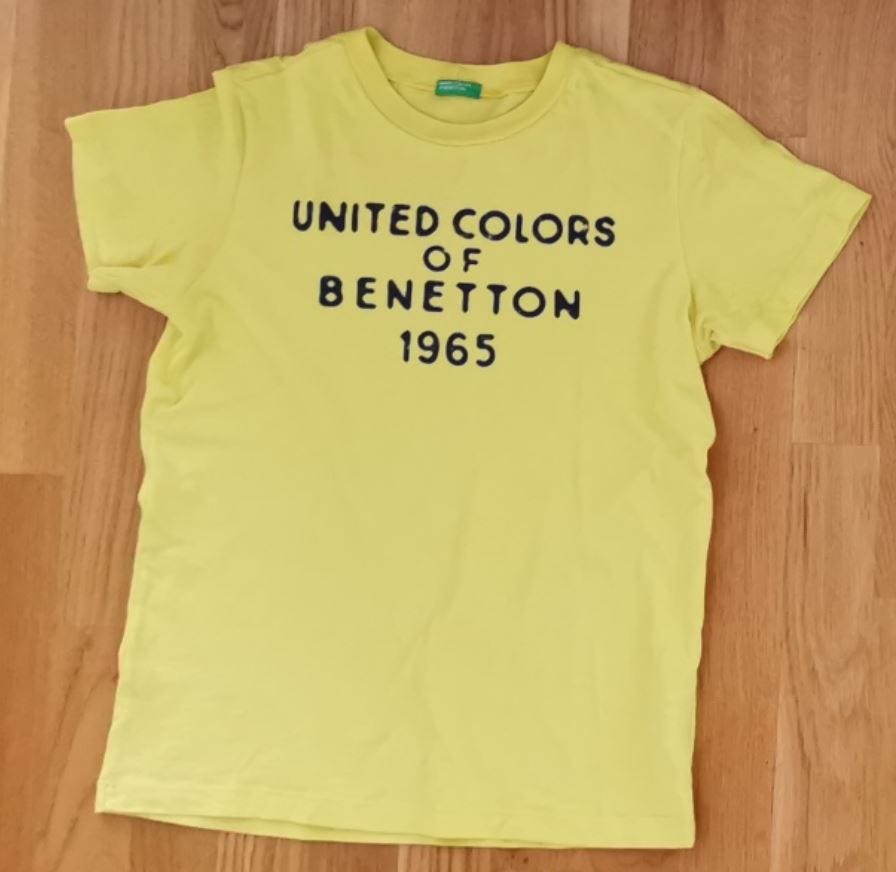 UNITED COLORS
OF
BENETTON
1965